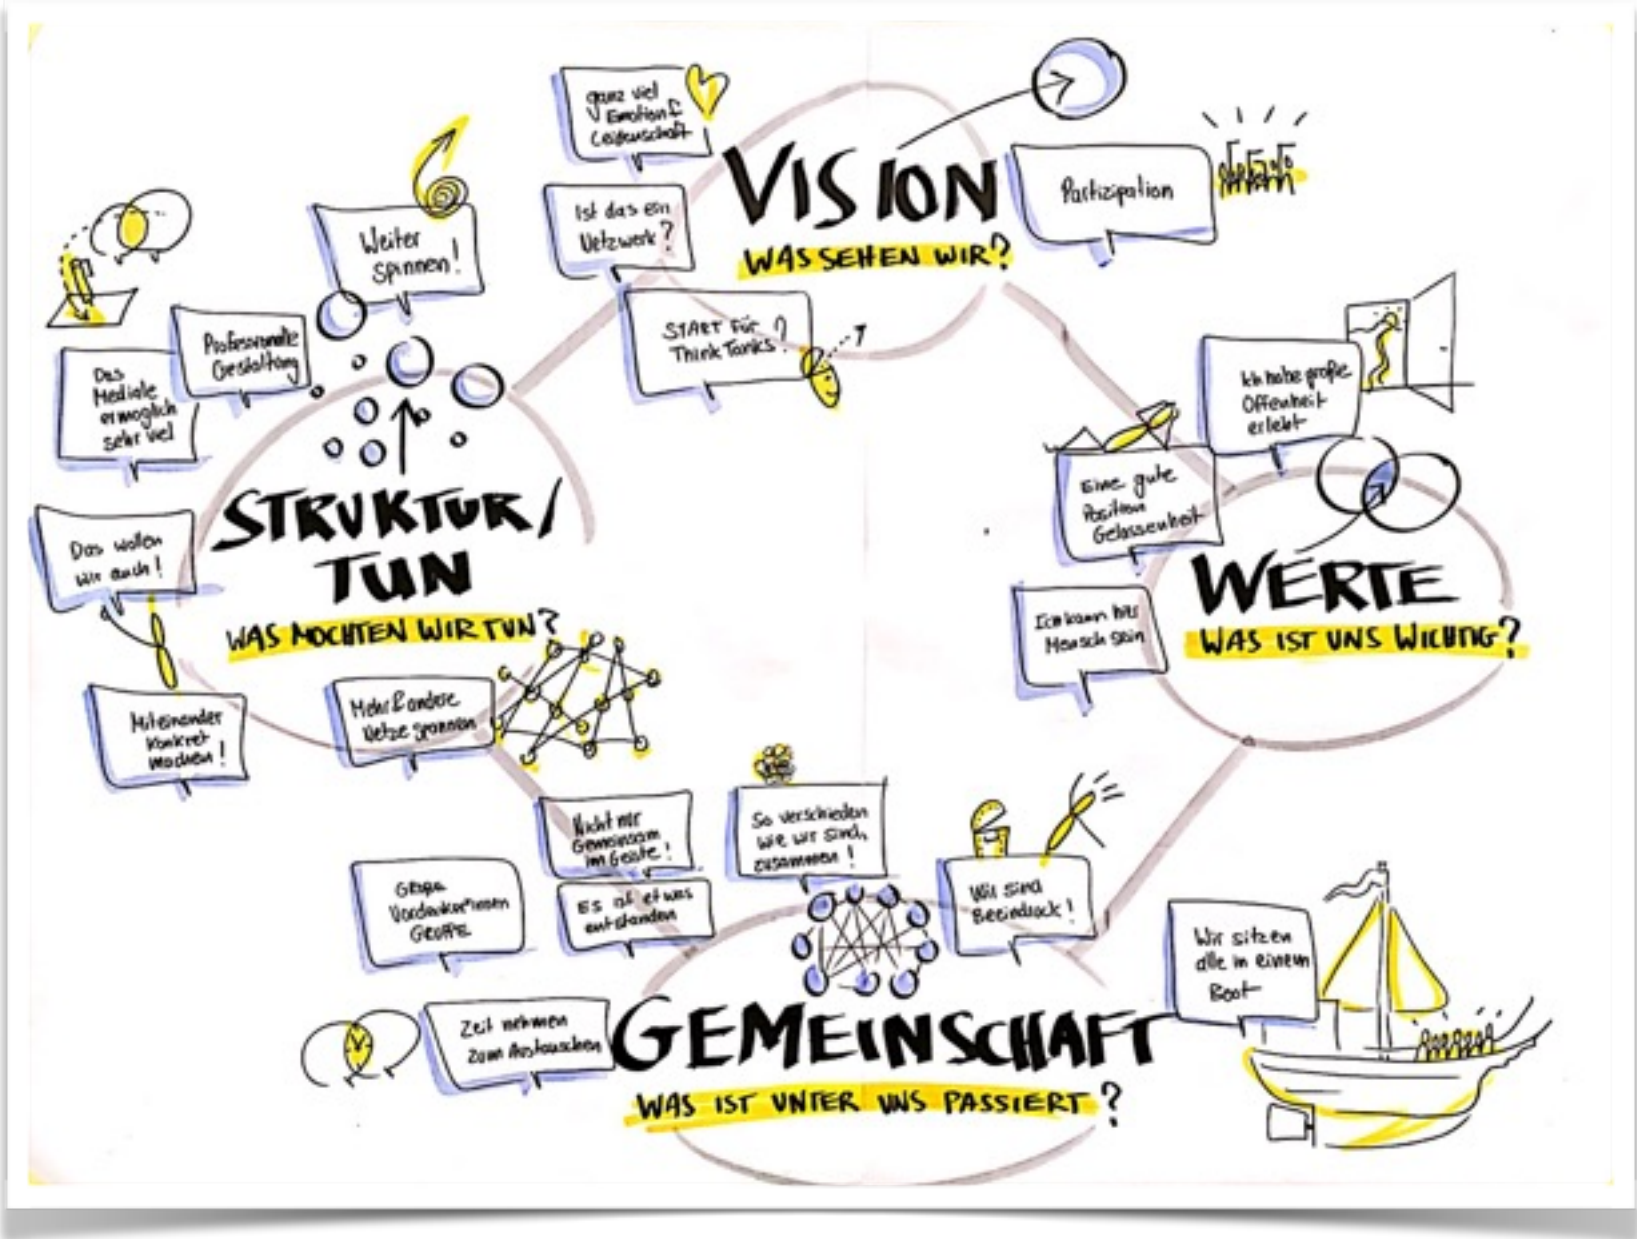 ganz viel
Emotion &
Leidenschaft
Ist das ein
Netzwerk?
START für
Think Tanks?
VISION
WAS SEHEN WIR?
Partizipation
Weiter
spinnen!
Professionelle
Gestaltung
Das
Mediale
ermöglich
sehr viel
STRUKTUR/
TUN
WAS MÖCHTEN WIR TUN?
Das wollen
wir auch!
Miteinander
konkret
machen!
Mehr & andere
Netze spannen
Ich habe große
Offenheit
erlebt
Eine gute
Position
Gelassenheit
Ich kann hier
Mensch sein
WERTE
WAS IST UNS WICHTIG?
Nicht nur
Gemeinsam
im Geiste!
Es ist etwas
entstanden
So verschieden
wie wir sind,
zusammen!
Wir sind
Beeindruckt!
Vordenker*innen
GRUPPE
Zeit nehmen
zum Austauschen
Wir sitzen
alle in einem
Boot
GEMEINSCHAFT
WAS IST UNTER UNS PASSIERT?